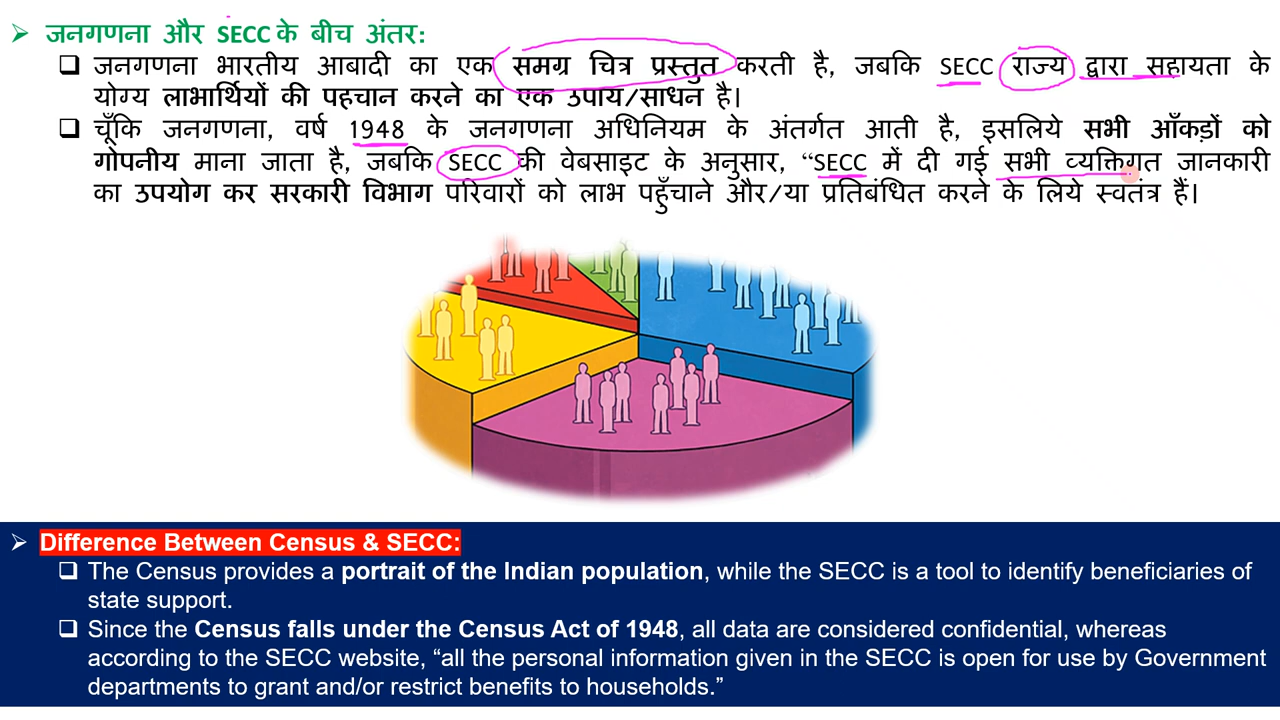 ➢ जनगणना और SECC के बीच अंतर:
❑ जनगणना भारतीय आबादी का एक समग्र चित्र प्रस्तुत करती है, जबकि SECC राज्य द्वारा सहायता के
योग्य लाभार्थियों की पहचान करने का एक उपाय/साधन है।
❑ चूँकि जनगणना, वर्ष 1948 के जनगणना अधिनियम के अंतर्गत आती है, इसलिये सभी आँकड़ों को
गोपनीय माना जाता है, जबकि SECC की वेबसाइट के अनुसार, “SECC में दी गई सभी व्यक्तिगत जानकारी
का उपयोग कर सरकारी विभाग परिवारों को लाभ पहुँचाने और/या प्रतिबंधित करने के लिये स्वतंत्र हैं।
➢ Difference Between Census & SECC:
❑ The Census provides a portrait of the Indian population, while the SECC is a tool to identify beneficiaries of
state support.
❑ Since the Census falls under the Census Act of 1948, all data are considered confidential, whereas
according to the SECC website, “all the personal information given in the SECC is open for use by Government
departments to grant and/or restrict benefits to households.”